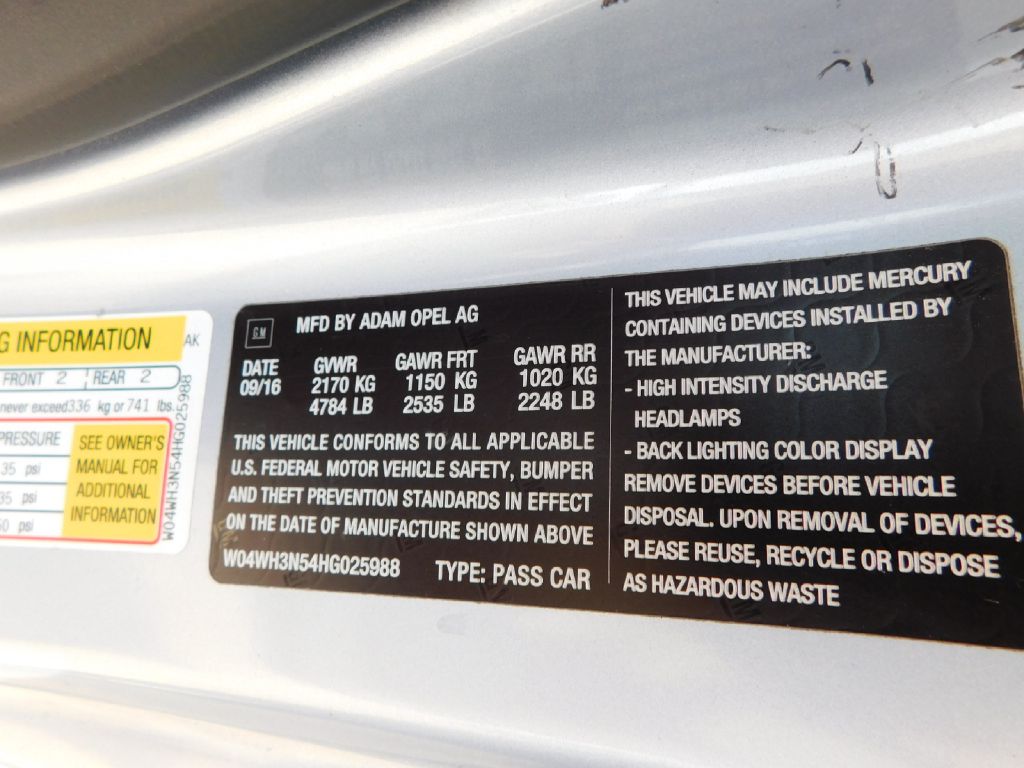 G INFORMATION
AK
FRONT 2 REAR 2
never exceed 336 kg or 741 lbs.
PRESSURE
35 psi
35 psi
60 psi
SEE OWNER'S
MANUAL FOR
ADDITIONAL
INFORMATION
W04WH3N54HG025988
GM
MFD BY ADAM OPEL AG
DATE GVWR GAWR FRT GAWR RR
09/16 2170 KG 1150 KG 1020 KG
4784 LB 2535 LB 2248 LB
THIS VEHICLE CONFORMS TO ALL APPLICABLE
U.S. FEDERAL MOTOR VEHICLE SAFETY, BUMPER
AND THEFT PREVENTION STANDARDS IN EFFECT
ON THE DATE OF MANUFACTURE SHOWN ABOVE
W04WH3N54HG025988 TYPE: PASS CAR
THIS VEHICLE MAY INCLUDE MERCURY
CONTAINING DEVICES INSTALLED BY
THE MANUFACTURER:
- HIGH INTENSITY DISCHARGE
HEADLAMPS
- BACK LIGHTING COLOR DISPLAY
REMOVE DEVICES BEFORE VEHICLE
DISPOSAL. UPON REMOVAL OF DEVICES,
PLEASE REUSE, RECYCLE OR DISPOSE
AS HAZARDOUS WASTE